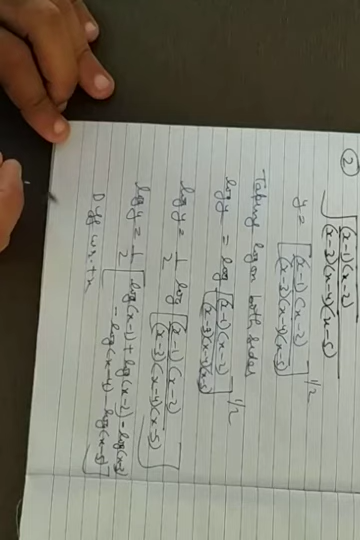 ② √((x-1)(x-2)/(x-3)(x-4)(x-5))
y = [(x-1)(x-2)/(x-3)(x-4)(x-5)]^1/2
Taking log on both sides
log y = log [(x-1)(x-2)/(x-3)(x-4)(x-5)]^1/2
log y = 1/2 log [(x-1)(x-2)/(x-3)(x-4)(x-5)]
log y = 1/2 [log(x-1)+log(x-2)-log(x-3)
-log(x-4)-log(x-5)]
Diff w.r.t x